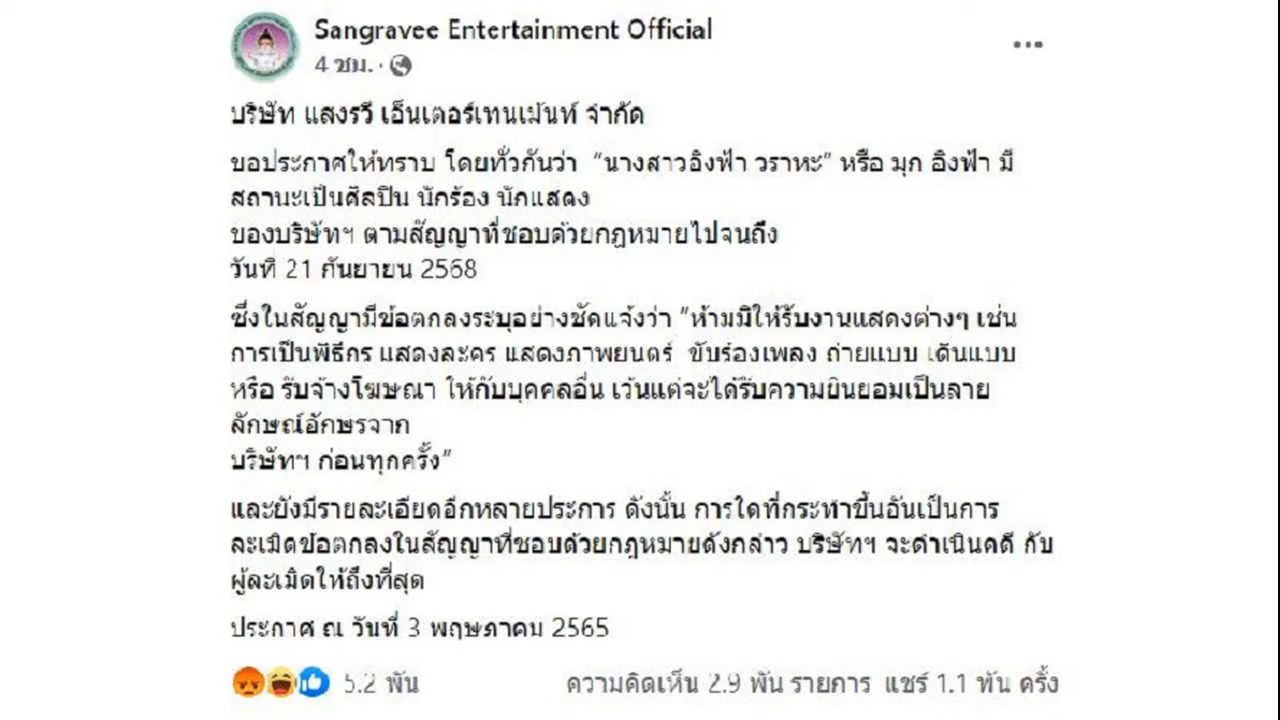 Sangravee Entertainment Official
4 ชม. ·
บริษัท แสงรวี เอ็นเตอร์เทนเม้นท์ จำกัด
ขอประกาศให้ทราบ โดยทั่วกันว่า "นางสาวอิงฟ้า วราหะ" หรือ มุก อิงฟ้า มี
สถานะเป็นศิลปิน นักร้อง นักแสดง
ของบริษัทฯ ตามสัญญาที่ชอบด้วยกฎหมายไปจนถึง
วันที่ 21 กันยายน 2568
ซึ่งในสัญญามีข้อตกลงระบุอย่างชัดแจ้งว่า "ห้ามมิให้รับงานแสดงต่างๆ เช่น
การเป็นพิธีกร แสดงละคร แสดงภาพยนตร์ ขับร้องเพลง ถ่ายแบบ เดินแบบ
หรือ รับจ้างโฆษณา ให้กับบุคคลอื่น เว้นแต่จะได้รับความยินยอมเป็นลาย
ลักษณ์อักษรจาก
บริษัทฯ ก่อนทุกครั้ง"
และยังมีรายละเอียดอีกหลายประการ ดังนั้น การใดที่กระทำขึ้นอันเป็นการ
ละเมิดข้อตกลงในสัญญาที่ชอบด้วยกฎหมายดังกล่าว บริษัทฯ จะดำเนินคดี กับ
ผู้ละเมิดให้ถึงที่สุด
ประกาศ ณ วันที่ 3 พฤษภาคม 2565
5.2 พัน ความคิดเห็น 2.9 พัน รายการ แชร์ 1.1 พัน ครั้ง